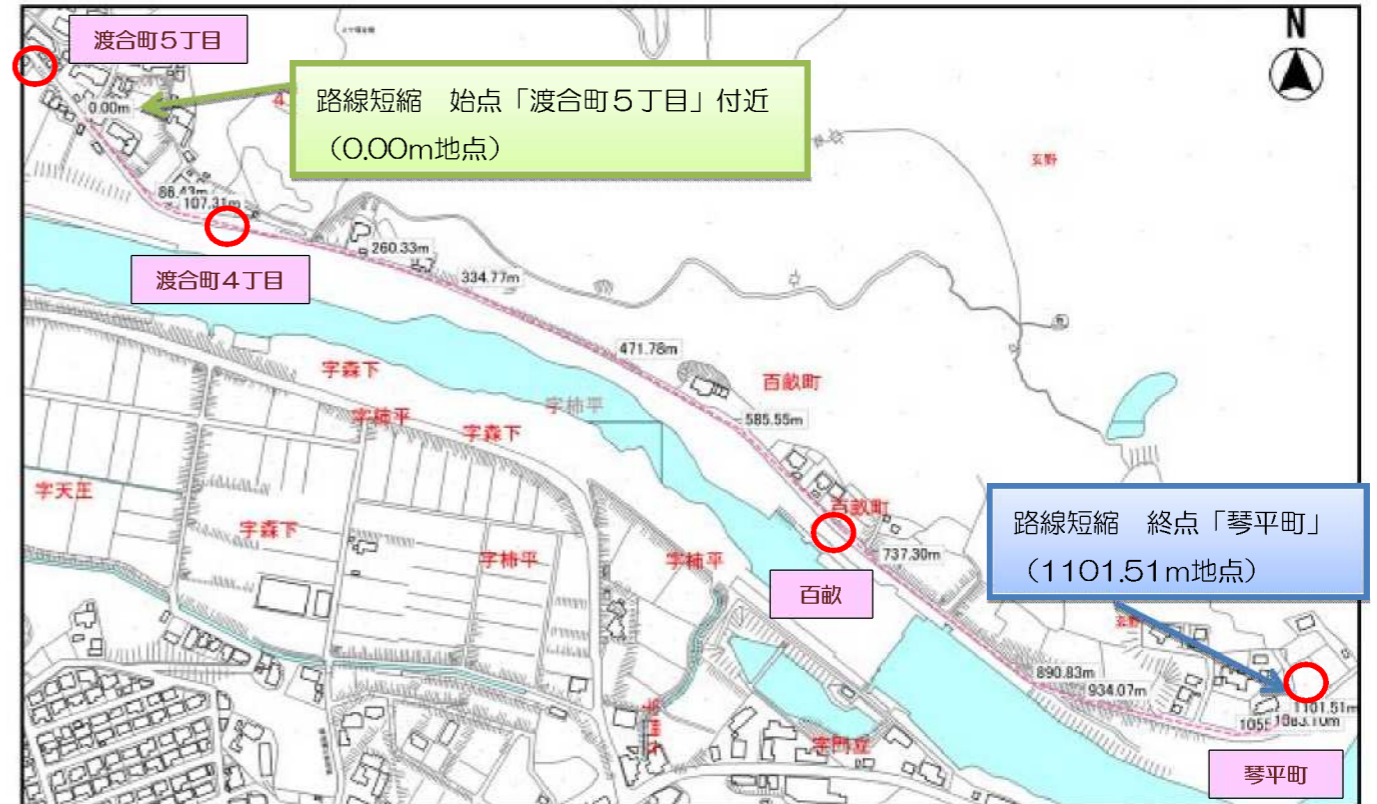 渡合町5丁目
N
路線短縮 始点「渡合町5丁目」付近
(0.00m地点)
0.00m
玄野
86.43m
107.31m
渡合町4丁目
260.33m
334.77m
471.78m
字森下
百畝町
字柿平
字柿平
字森下
585.55m
字天王
字森下
百畝町
字柿平
字柿平
737.30m
百畝
路線短縮 終点「琴平町」
(1101.51m地点)
玄野
890.83m
934.07m
1101.51m
琴平町